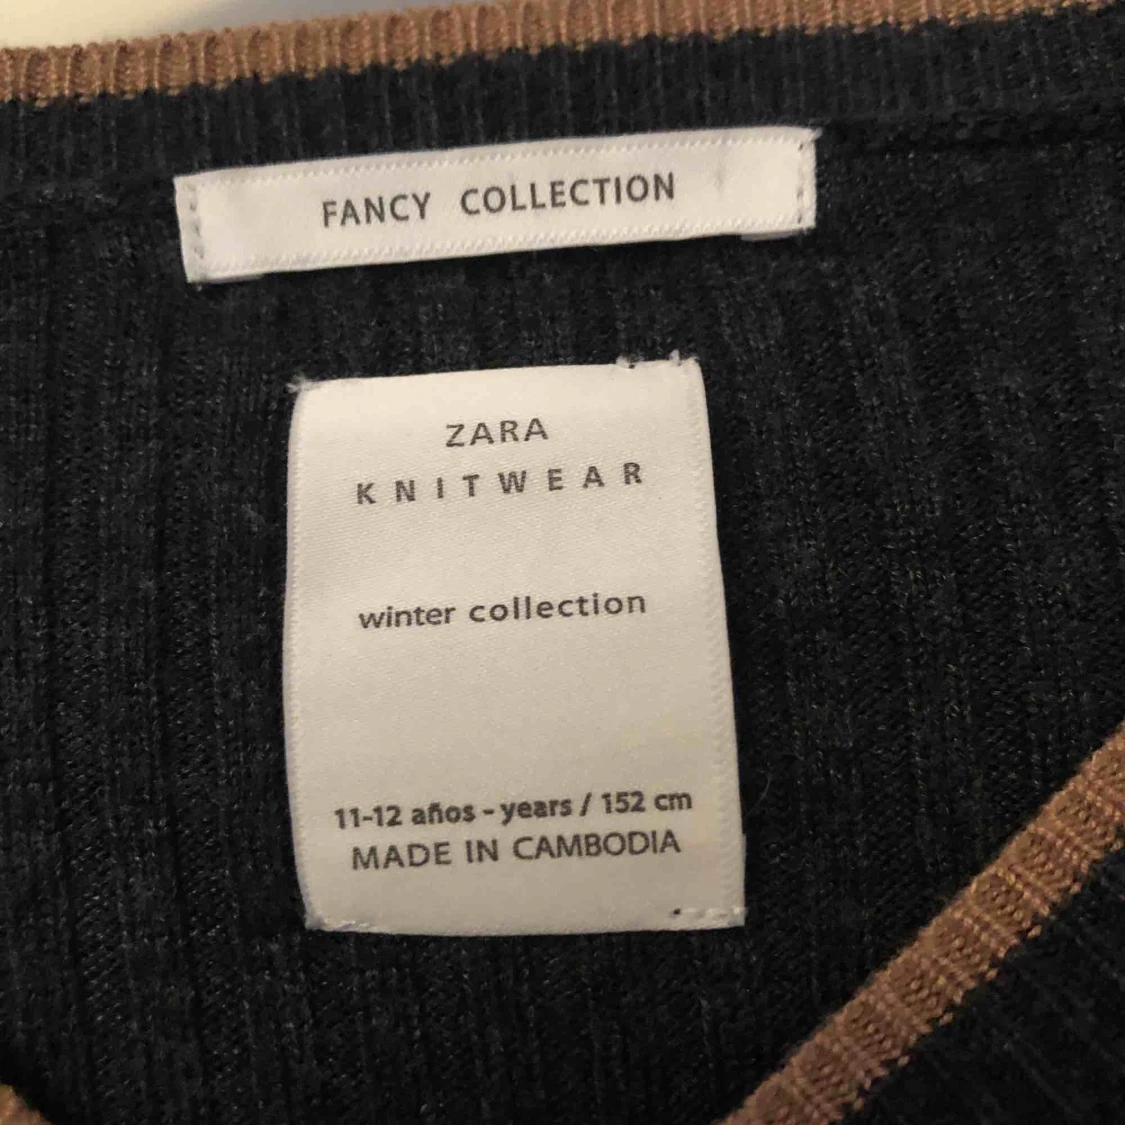 FANCY COLLECTION
ZARA
KNITWEAR
winter collection
11-12 años - years / 152 cm
MADE IN CAMBODIA